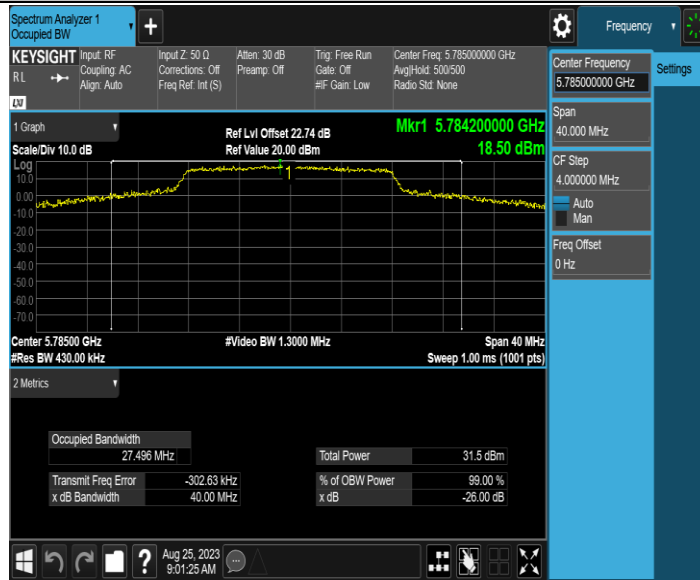 Spectrum Analyzer 1
Occupied BW
+
Frequency
KEYSIGHT
RL
LXI
Input: RF
Coupling: AC
Align: Auto
Input Z: 50 Ω
Corrections: Off
Freq Ref: Int (S)
Atten: 30 dB
Preamp: Off
Trig: Free Run
Gate: Off
#IF Gain: Low
Center Freq: 5.785000000 GHz
Avg|Hold: 500/500
Radio Std: None
Center Frequency
5.785000000 GHz
Settings
Span
40.000 MHz
CF Step
4.000000 MHz
Auto
Man
Freq Offset
0 Hz
1 Graph
Scale/Div 10.0 dB
Ref Lvl Offset 22.74 dB
Ref Value 20.00 dBm
Mkr1 5.784200000 GHz
18.50 dBm
Log
10.0
0.00
-10.0
-20.0
-30.0
-40.0
-50.0
-60.0
-70.0
Center 5.78500 GHz
#Video BW 1.3000 MHz
Span 40 MHz
#Res BW 430.00 kHz
Sweep 1.00 ms (1001 pts)
2 Metrics
Occupied Bandwidth
27.496 MHz
Total Power 31.5 dBm
Transmit Freq Error -302.63 kHz
% of OBW Power 99.00 %
x dB Bandwidth 40.00 MHz
x dB -26.00 dB
?
Aug 25, 2023
9:01:25 AM